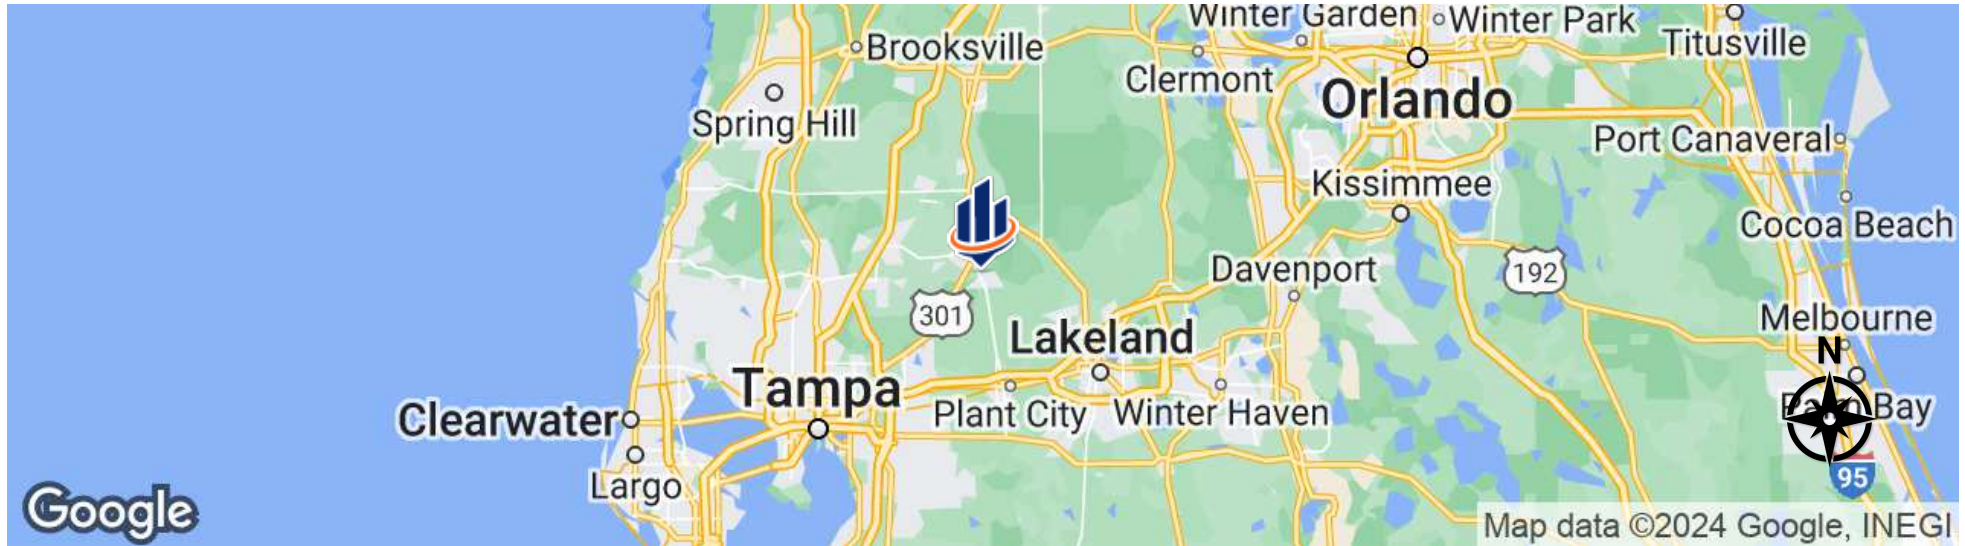 Winter Garden
Winter Park
Titusville
Brooksville
Clermont
Orlando
Spring Hill
Port Canaveral
Kissimmee
Cocoa Beach
Davenport
192
301
Lakeland
Melbourne
N
Tampa
Clearwater
Plant City
Winter Haven
Bay
Largo
95
Google
Map data ©2024 Google, INEGI